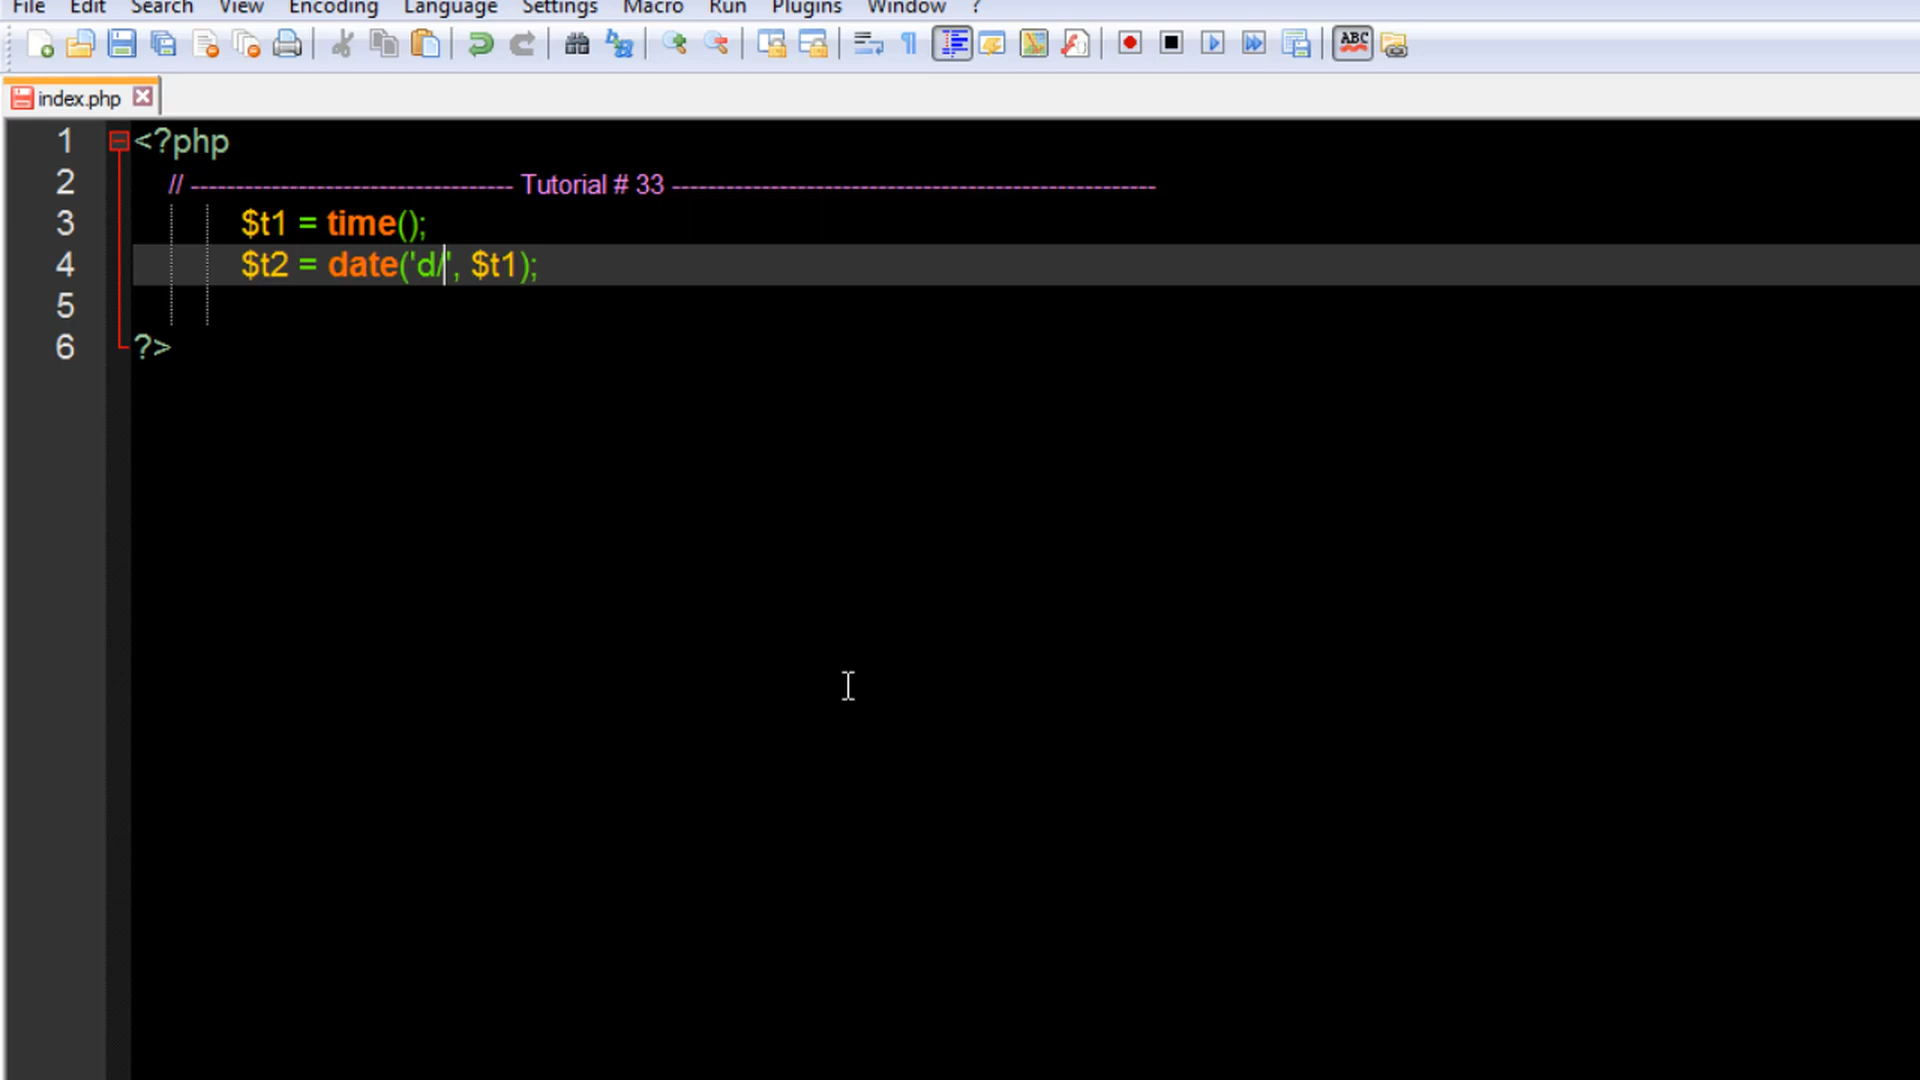 File Edit Search View Encoding Language Settings Macro Run Plugins Window ?
ABC
index.php
1 <?php
2 // ------------------------------------ Tutorial # 33 ------------------------------------------------------
3 $t1 = time();
4 $t2 = date('d/', $t1);
5
6 ?>